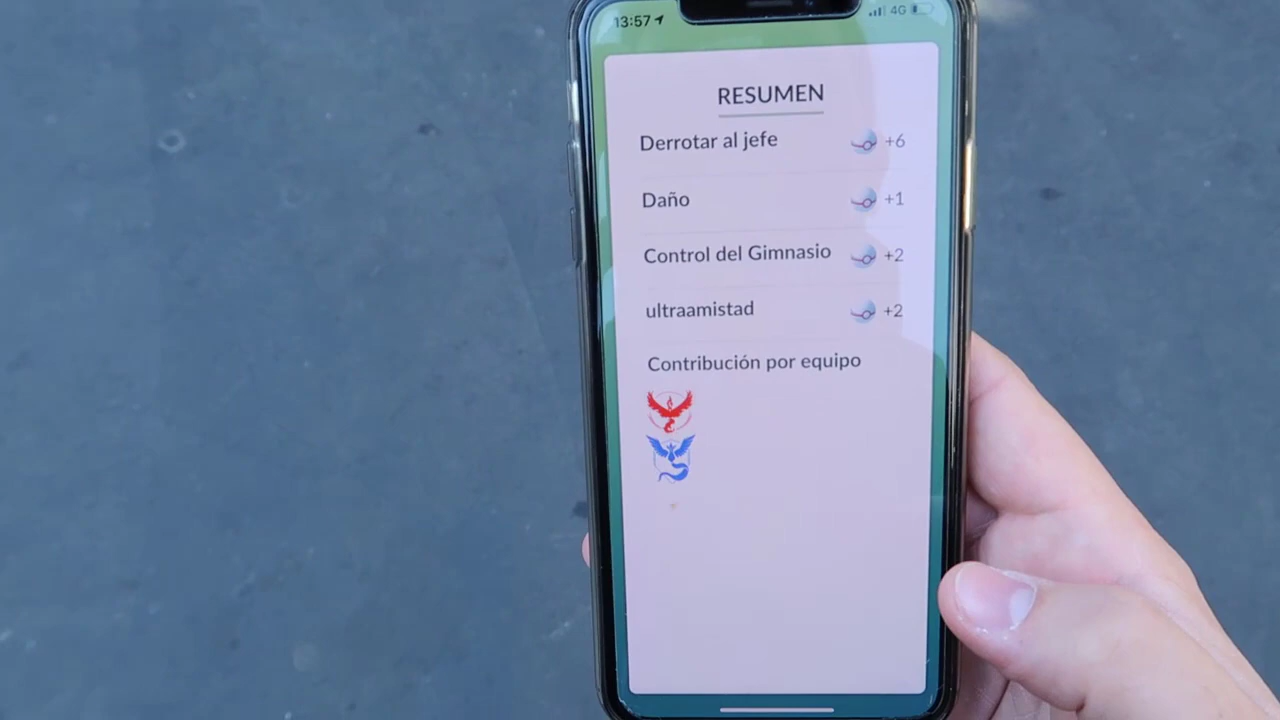 13:57
4G
RESUMEN
Derrotar al jefe +6
Daño +1
Control del Gimnasio +2
ultraamistad +2
Contribución por equipo